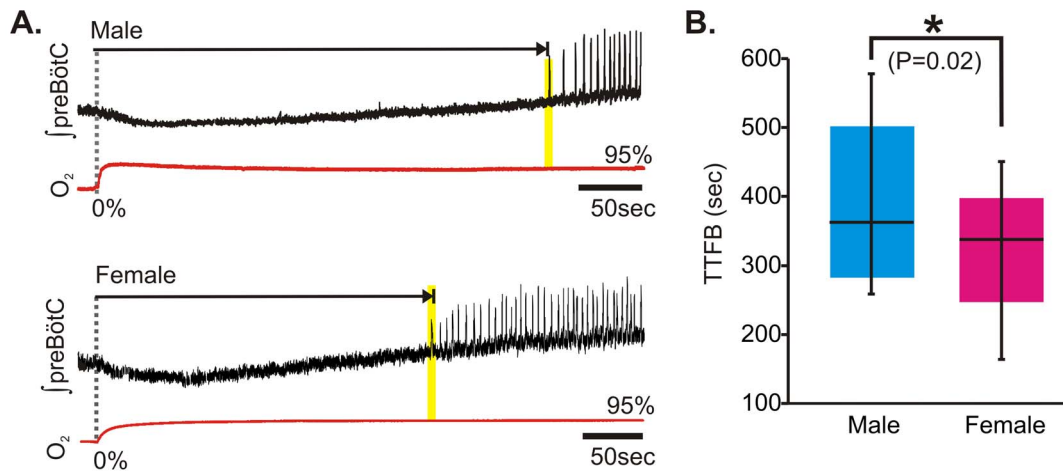 A.
Male
∫preBötC
O₂
95%
0%
50sec
Female
∫preBötC
O₂
95%
0%
50sec
B.
*
(P=0.02)
TTFB (sec)
600
500
400
300
200
100
Male
Female